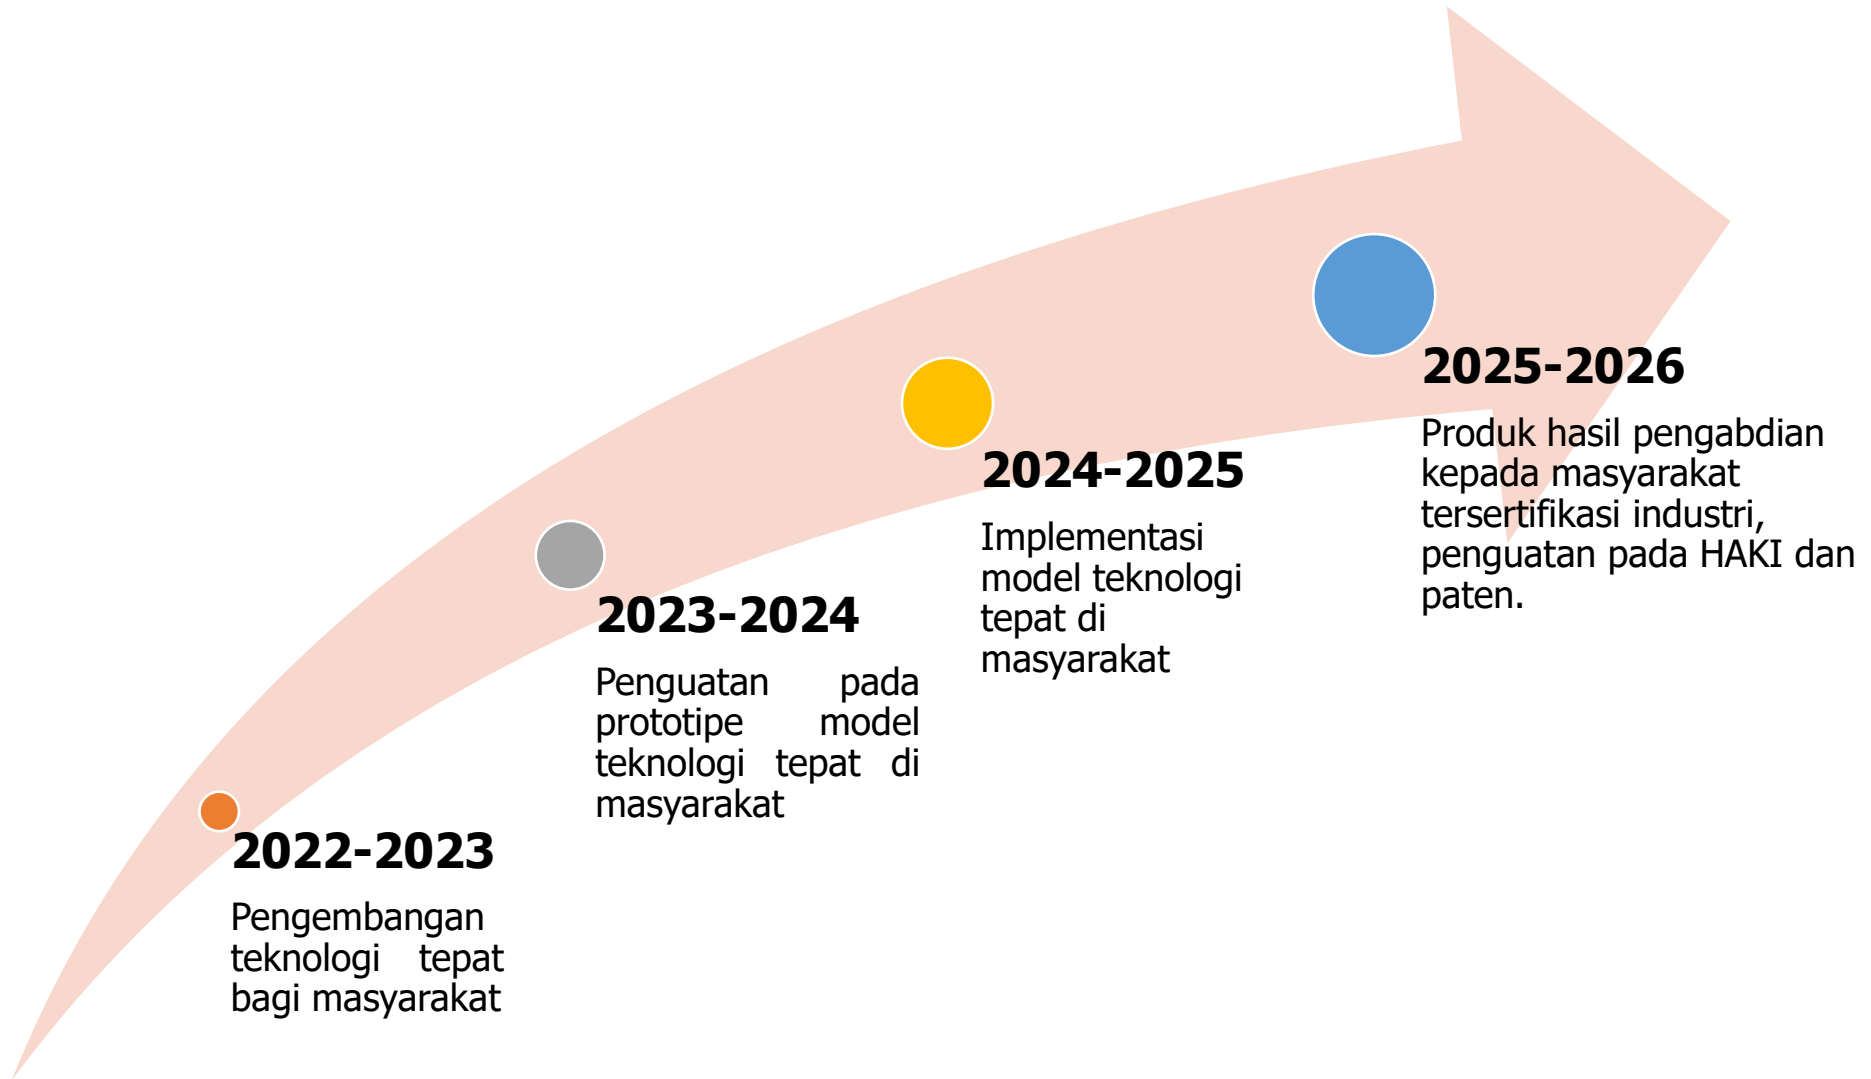 2022-2023
Pengembangan
teknologi tepat
bagi masyarakat
2023-2024
Penguatan pada
prototipe model
teknologi tepat di
masyarakat
2024-2025
Implementasi
model teknologi
tepat di
masyarakat
2025-2026
Produk hasil pengabdian
kepada masyarakat
tersertifikasi industri,
penguatan pada HAKI dan
paten.